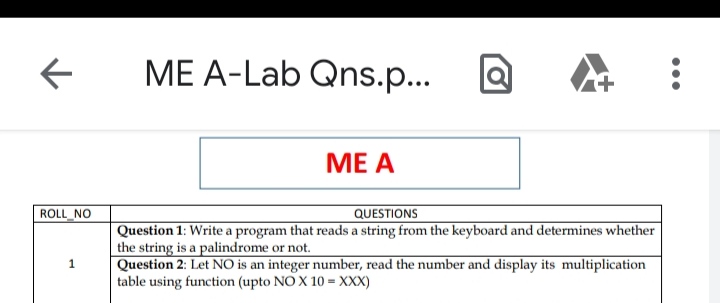 ME A-Lab Qns.p...
ME A
ROLL_NO QUESTIONS
Question 1: Write a program that reads a string from the keyboard and determines whether
the string is a palindrome or not.
1
Question 2: Let NO is an integer number, read the number and display its multiplication
table using function (upto NO X 10 = XXX)